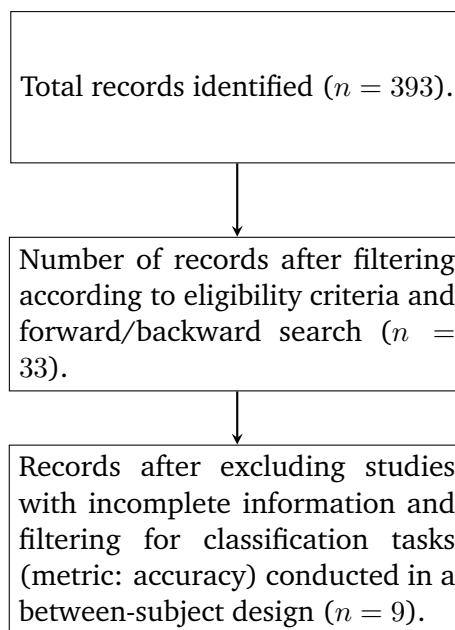 Total records identified (n = 393).
Number of records after filtering
according to eligibility criteria and
forward/backward search (n =
33).
Records after excluding studies
with incomplete information and
filtering for classification tasks
(metric: accuracy) conducted in a
between-subject design (n = 9).